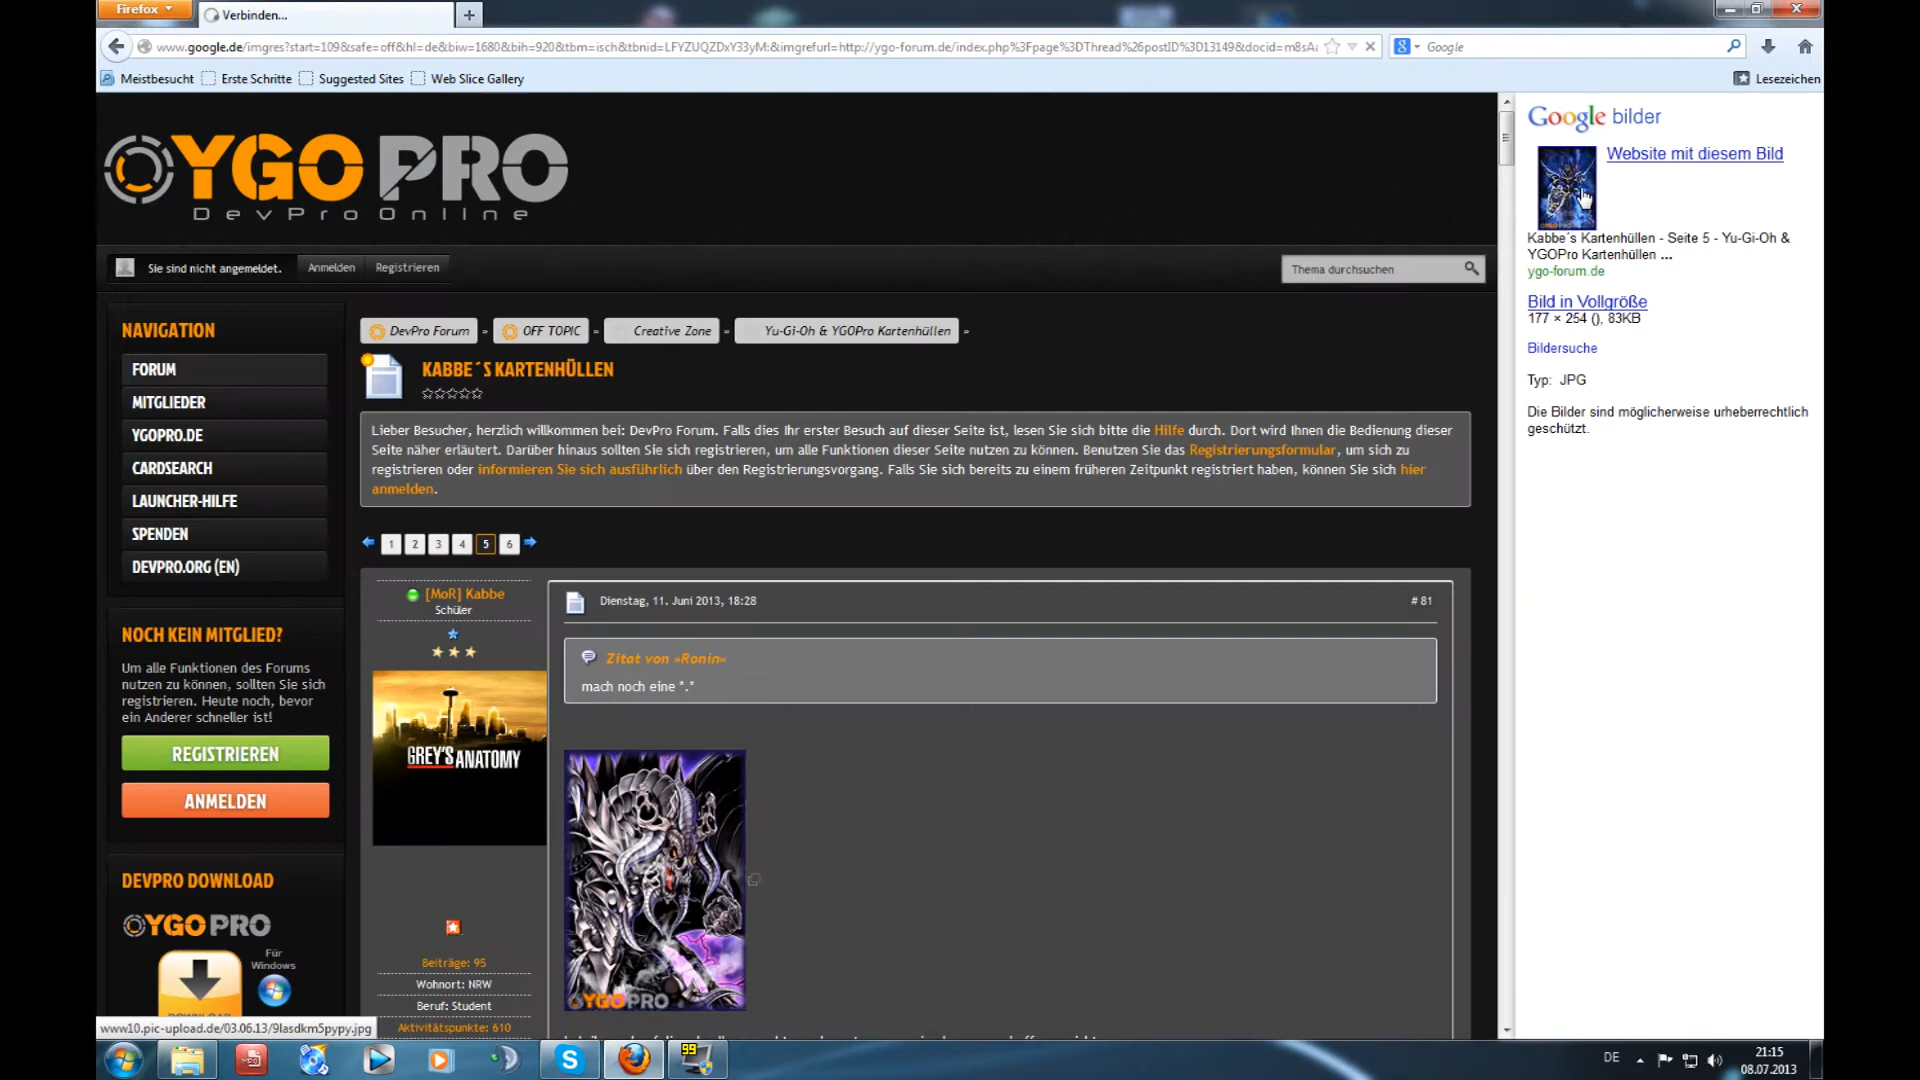 Firefox
Verbinden...
www.google.de/imgres?start=109&safe=off&hl=de&biw=1680&bih=920&tbm=isch&tbnid=LFYZUQZDxY33yM:&imgrefurl=http://ygo-forum.de/index.php%3Fpage%3DThread%26postID%3D13149&docid=m8sA
Google
Meistbesucht
Erste Schritte
Suggested Sites
Web Slice Gallery
Lesezeichen
YGO PRO
DevPro Online
Sie sind nicht angemeldet.
Anmelden
Registrieren
Thema durchsuchen
NAVIGATION
FORUM
MITGLIEDER
YGOPRO.DE
CARDSEARCH
LAUNCHER-HILFE
SPENDEN
DEVPRO.ORG (EN)
NOCH KEIN MITGLIED?
Um alle Funktionen des Forums
nutzen zu können, sollten Sie sich
registrieren. Heute noch, bevor
ein Anderer schneller ist!
REGISTRIEREN
ANMELDEN
DEVPRO DOWNLOAD
YGO PRO
Für
Windows
DevPro Forum » OFF TOPIC » Creative Zone » Yu-Gi-Oh & YGOPro Kartenhüllen »
KABBE´S KARTENHÜLLEN
Lieber Besucher, herzlich willkommen bei: DevPro Forum. Falls dies Ihr erster Besuch auf dieser Seite ist, lesen Sie sich bitte die Hilfe durch. Dort wird Ihnen die Bedienung dieser
Seite näher erläutert. Darüber hinaus sollten Sie sich registrieren, um alle Funktionen dieser Seite nutzen zu können. Benutzen Sie das Registrierungsformular, um sich zu
registrieren oder informieren Sie sich ausführlich über den Registrierungsvorgang. Falls Sie sich bereits zu einem früheren Zeitpunkt registriert haben, können Sie sich hier
anmelden.
1 2 3 4 5 6
[MoR] Kabbe
Schüler
GREY'S ANATOMY
Beiträge: 95
Wohnort: NRW
Beruf: Student
Aktivitätspunkte: 610
Dienstag, 11. Juni 2013, 18:28
# 81
Zitat von »Ronin«
mach noch eine *.*
YGO PRO
Google bilder
Website mit diesem Bild
Kabbe´s Kartenhüllen - Seite 5 - Yu-Gi-Oh &
YGOPro Kartenhüllen ...
ygo-forum.de
Bild in Vollgröße
177 × 254 (), 83KB
Bildersuche
Typ: JPG
Die Bilder sind möglicherweise urheberrechtlich
geschützt.
www10.pic-upload.de/03.06.13/9lasdkm5pypy.jpg
99
DE
21:15
08.07.2013